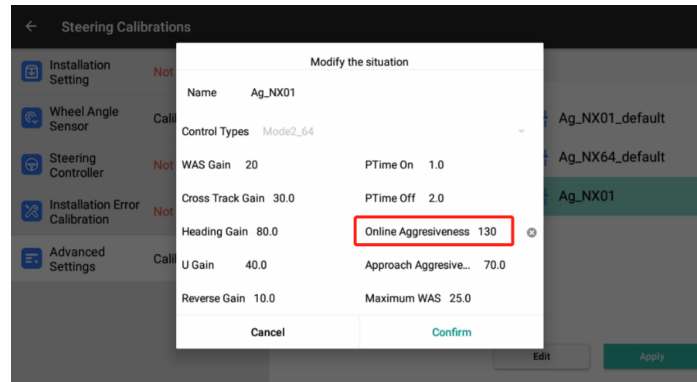 Steering Calibrations
Installation
Setting
Not
Wheel Angle
Sensor
Cali
Steering
Controller
Not
Installation Error
Calibration
Not
Advanced
Settings
Cali
Modify the situation
Name Ag_NX01
Control Types Mode2_64
WAS Gain 20 PTime On 1.0
Cross Track Gain 30.0 PTime Off 2.0
Heading Gain 80.0 Online Aggresiveness 130
U Gain 40.0 Approach Aggresive... 70.0
Reverse Gain 10.0 Maximum WAS 25.0
Cancel Confirm
Ag_NX01_default
Ag_NX64_default
Ag_NX01
Edit Apply